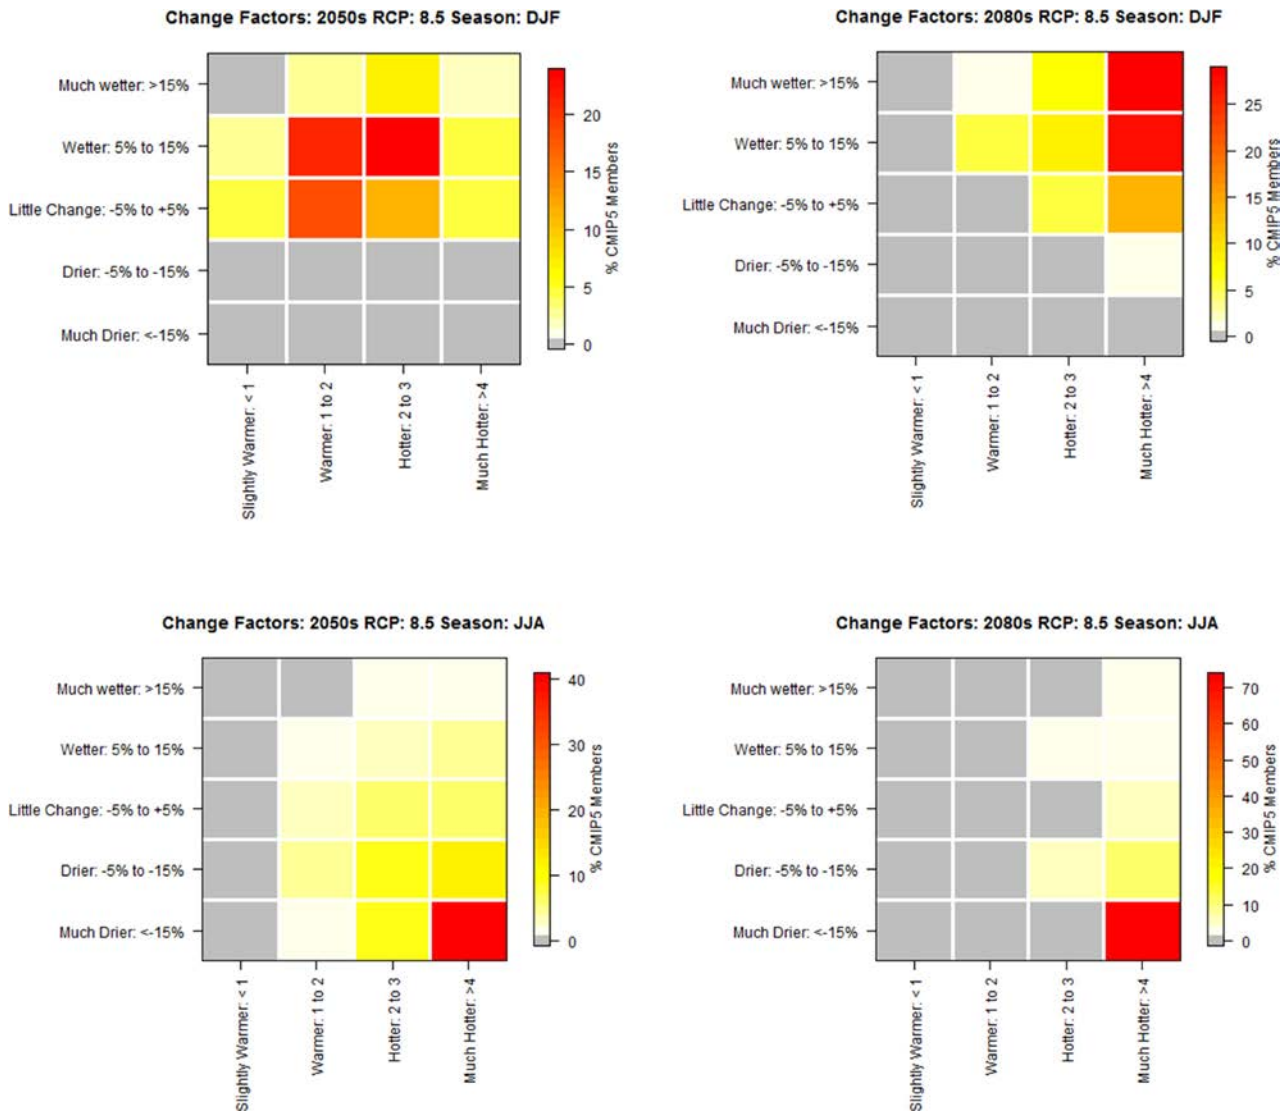 Change Factors: 2050s RCP: 8.5 Season: DJF
Much wetter: >15%
Wetter: 5% to 15%
Little Change: -5% to +5%
Drier: -5% to -15%
Much Drier: <-15%
Slightly Warmer: < 1
Warmer: 1 to 2
Hotter: 2 to 3
Much Hotter: >4
20
15
10
5
0
% CMIP5 Members
Change Factors: 2080s RCP: 8.5 Season: DJF
Much wetter: >15%
Wetter: 5% to 15%
Little Change: -5% to +5%
Drier: -5% to -15%
Much Drier: <-15%
Slightly Warmer: < 1
Warmer: 1 to 2
Hotter: 2 to 3
Much Hotter: >4
25
20
15
10
5
0
% CMIP5 Members
Change Factors: 2050s RCP: 8.5 Season: JJA
Much wetter: >15%
Wetter: 5% to 15%
Little Change: -5% to +5%
Drier: -5% to -15%
Much Drier: <-15%
Slightly Warmer: < 1
Warmer: 1 to 2
Hotter: 2 to 3
Much Hotter: >4
40
30
20
10
0
% CMIP5 Members
Change Factors: 2080s RCP: 8.5 Season: JJA
Much wetter: >15%
Wetter: 5% to 15%
Little Change: -5% to +5%
Drier: -5% to -15%
Much Drier: <-15%
Slightly Warmer: < 1
Warmer: 1 to 2
Hotter: 2 to 3
Much Hotter: >4
70
60
50
40
30
20
10
0
% CMIP5 Members